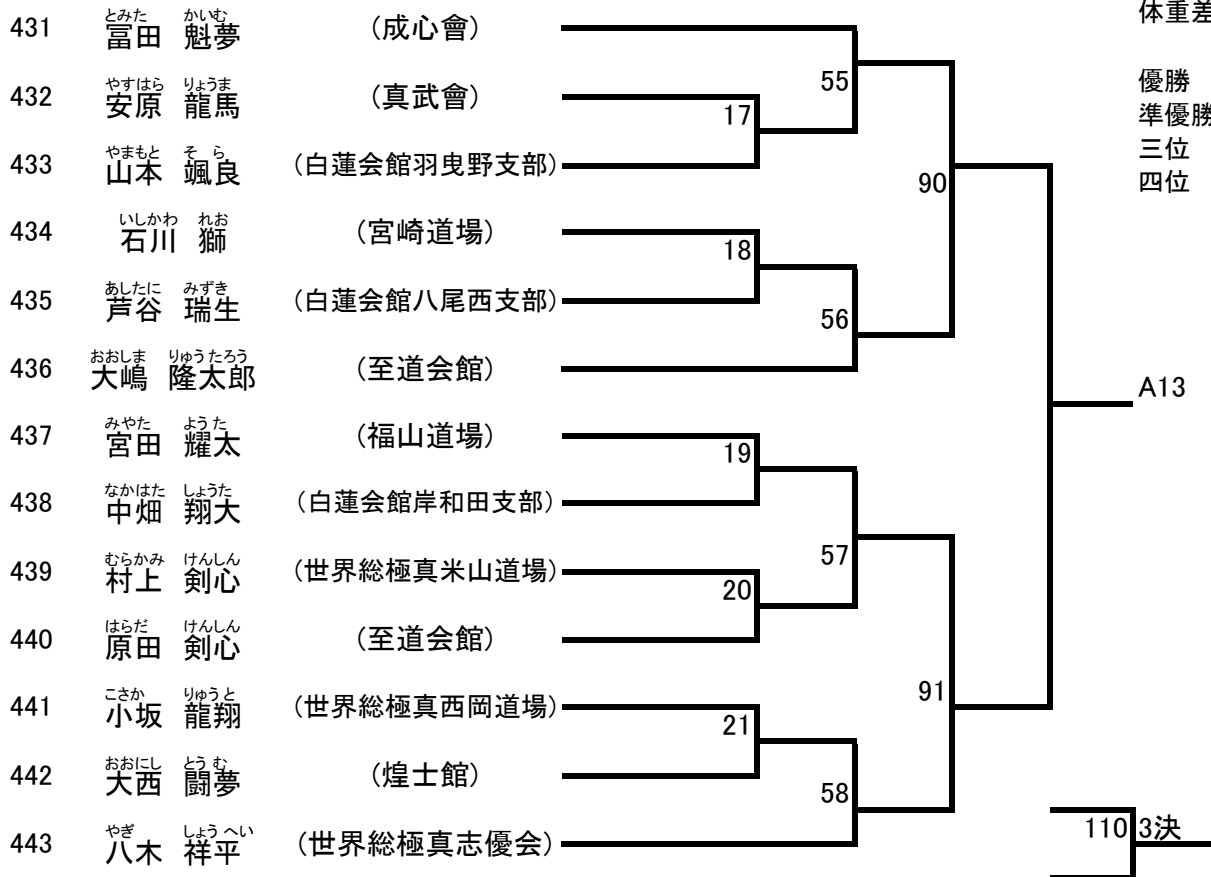 体重差
とみた かいむ
431 冨田 魁夢 (成心會)
55
優勝
やすはら りょうま
432 安原 龍馬 (真武會)
17
準優勝
三位
やまもと そら
433 山本 颯良 (白蓮会館羽曳野支部)
90
四位
いしかわ れお
434 石川 獅 (宮崎道場)
18
あしたに みずき
435 芦谷 瑞生 (白蓮会館八尾西支部)
56
おおしま りゅうたろう
436 大嶋 隆太郎 (至道会館)
A13
みやた ようた
437 宮田 耀太 (福山道場)
19
なかはた しょうた
438 中畑 翔大 (白蓮会館岸和田支部)
57
むらかみ けんしん
439 村上 剣心 (世界総極真米山道場)
20
はらだ けんしん
440 原田 剣心 (至道会館)
91
こさか りゅうと
441 小坂 龍翔 (世界総極真西岡道場)
21
おおにし とうむ
442 大西 闘夢 (煌士館)
58
やぎ しょうへい
443 八木 祥平 (世界総極真志優会)
110 3決